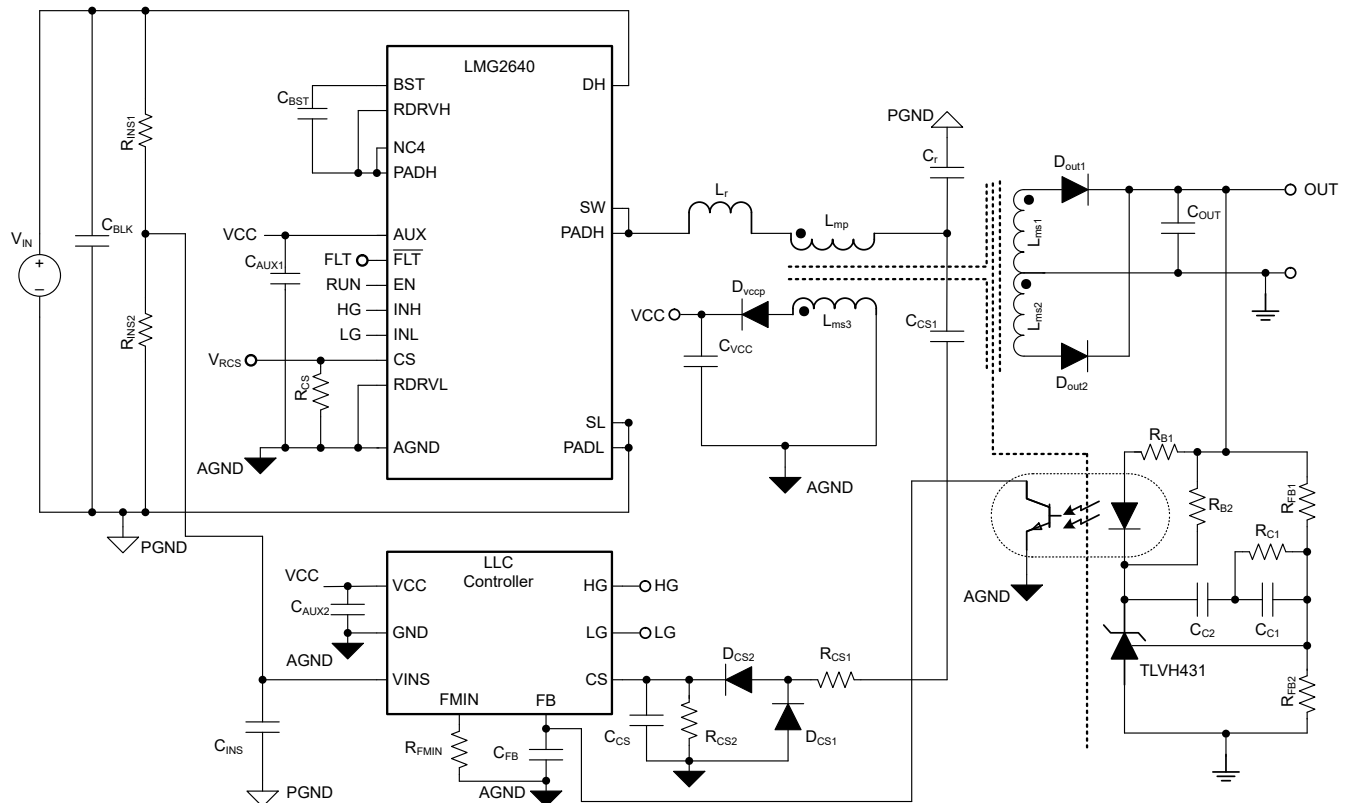 LMG2640
BST
DH
C_BST
RDRVH
PGND
R_INS1
NC4
C_r
D_out1
PADH
OUT
L_r
SW
L_mp
C_OUT
L_ms1
C_BLK
V_IN
VCC
AUX
PADH
C_AUX1
FLT
FLT
RUN
EN
D_vccp
HG
INH
VCC
L_ms3
C_CS1
L_ms2
R_INS2
LG
INL
C_VCC
V_RCS
CS
D_out2
R_CS
RDRVL
SL
AGND
AGND
PADL
R_B1
AGND
R_B2
R_FB1
PGND
R_C1
LLC
Controller
VCC
VCC
HG
HG
AGND
C_AUX2
GND
LG
LG
C_C2
C_C1
AGND
D_CS2
R_CS1
TLVH431
VINS
CS
R_FB2
FMIN
FB
C_INS
R_FMIN
C_FB
C_CS
R_CS2
D_CS1
PGND
AGND